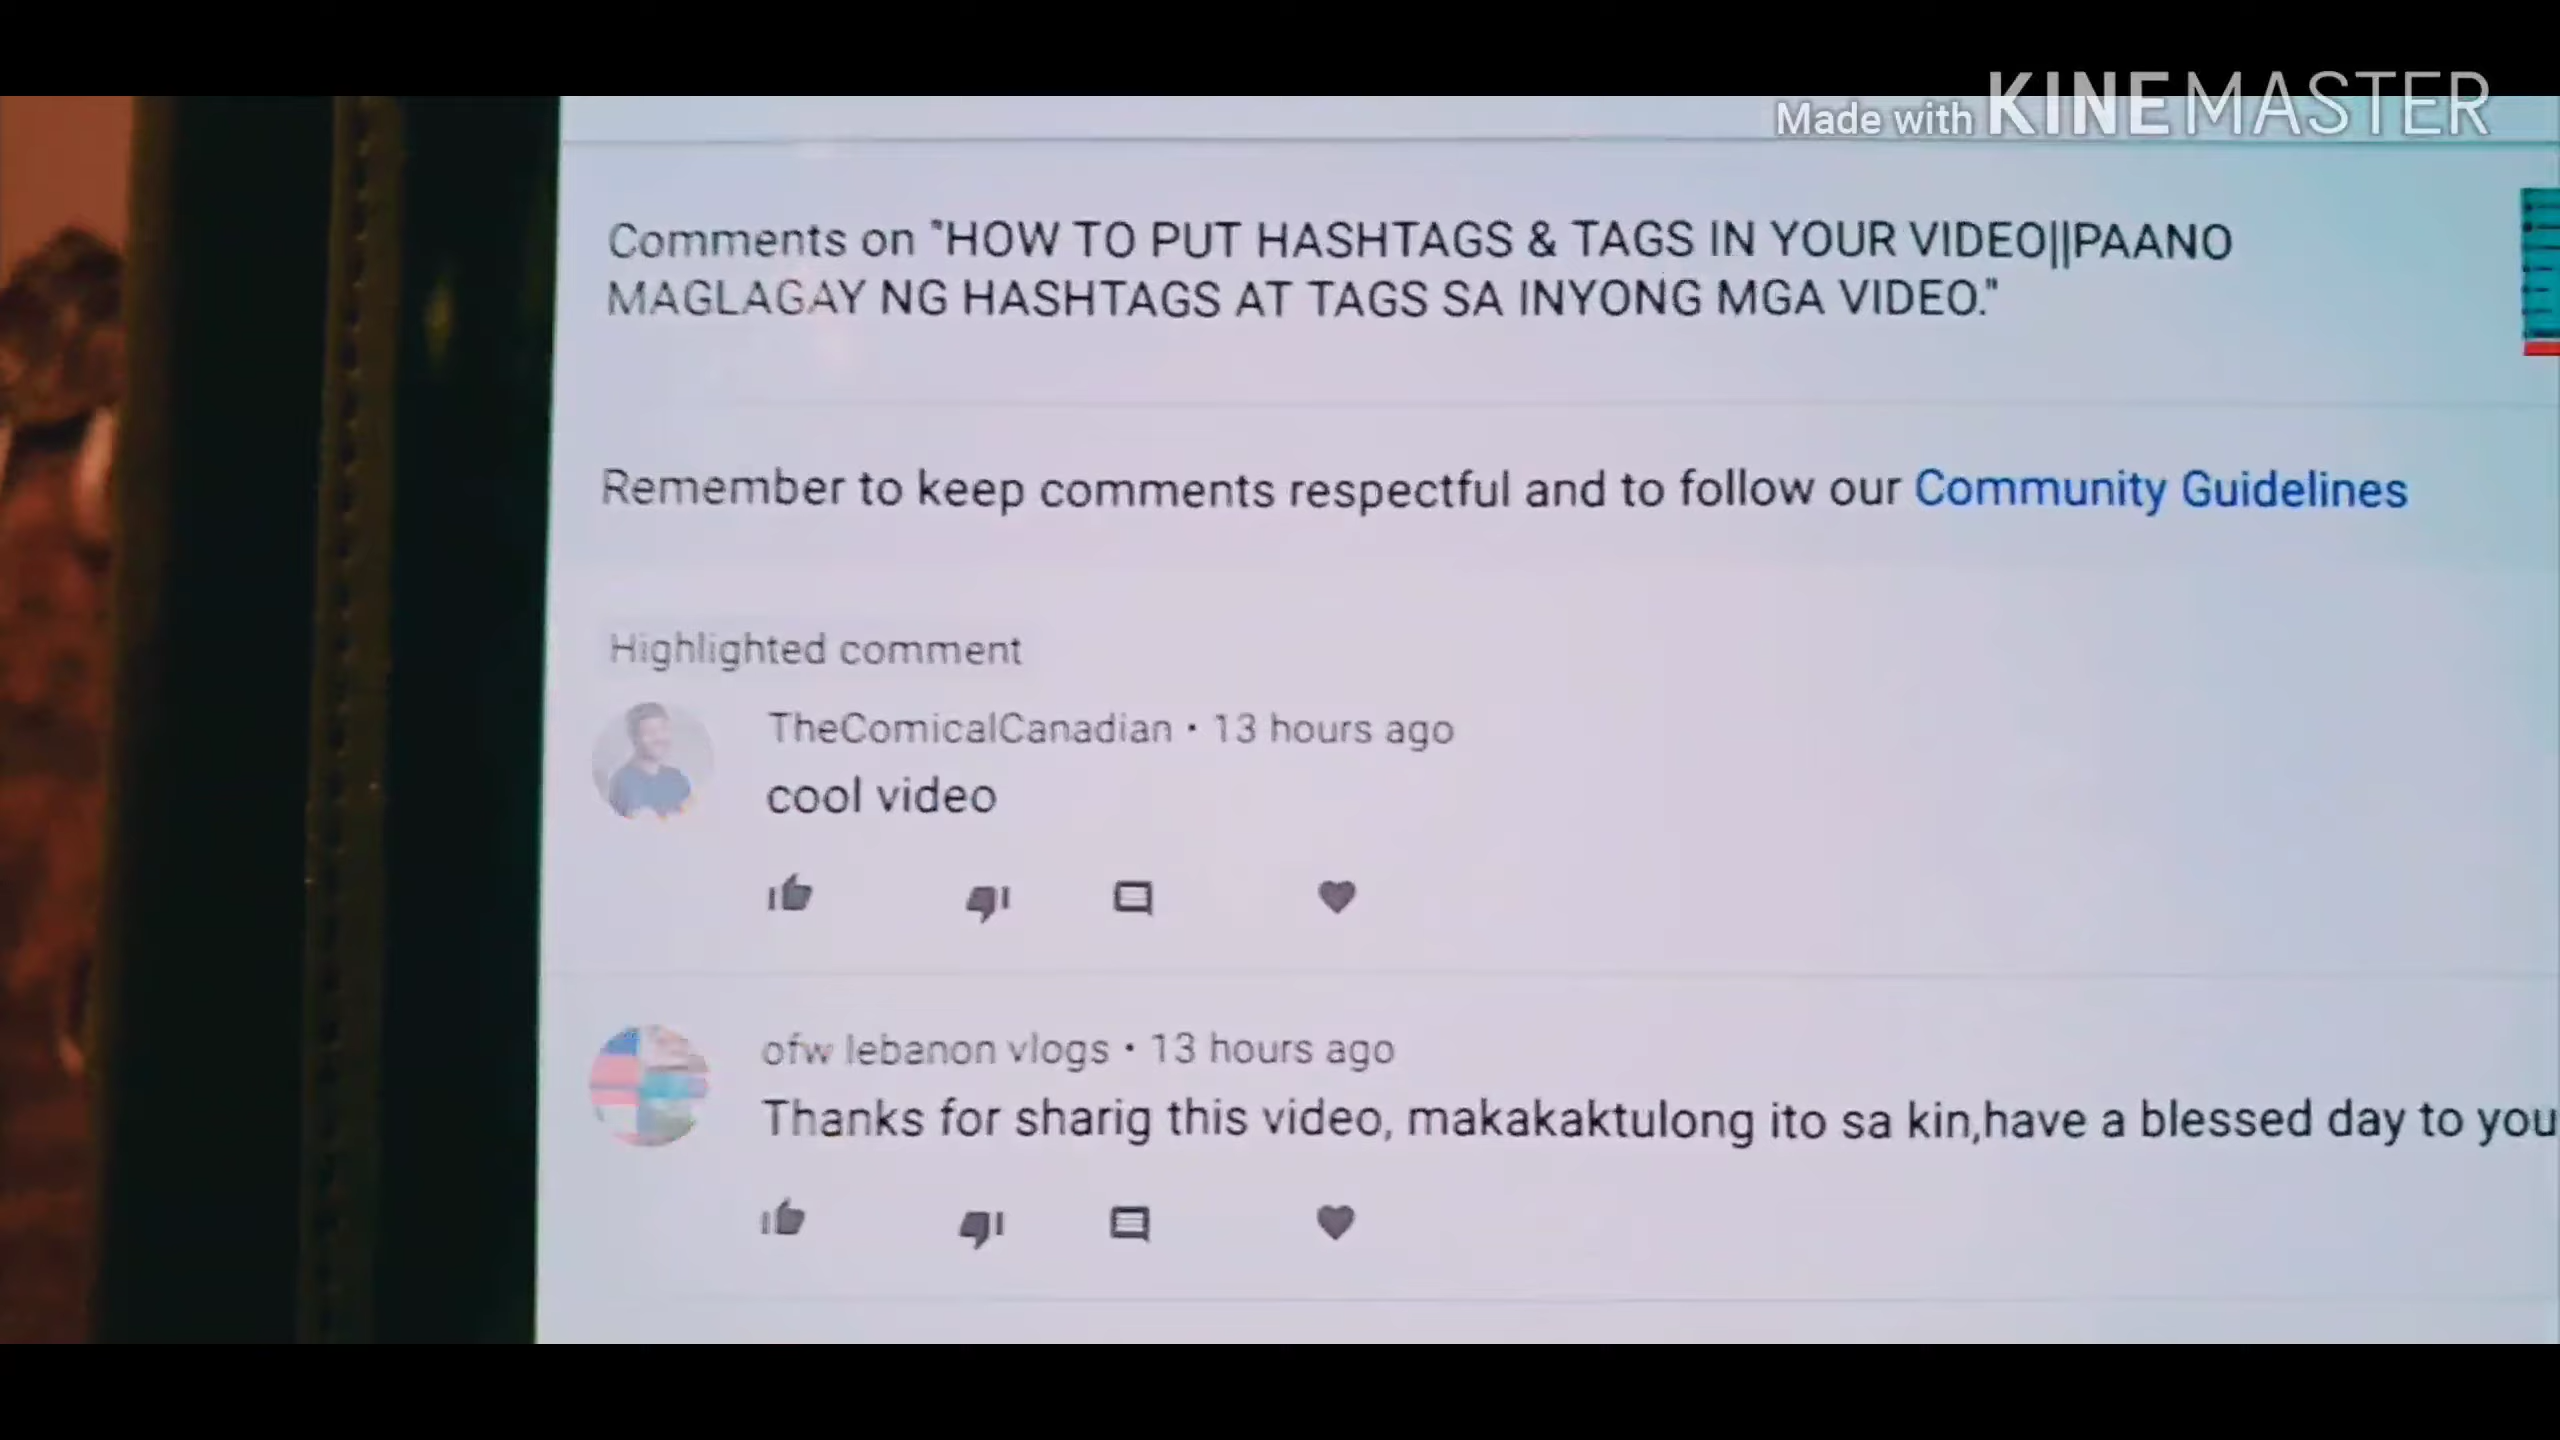 Made with KINEMASTER
Comments on "HOW TO PUT HASHTAGS & TAGS IN YOUR VIDEO||PAANO
MAGLAGAY NG HASHTAGS AT TAGS SA INYONG MGA VIDEO."
Remember to keep comments respectful and to follow our Community Guidelines
Highlighted comment
TheComicalCanadian • 13 hours ago
cool video
ofw lebanon vlogs • 13 hours ago
Thanks for sharig this video, makakaktulong ito sa kin,have a blessed day to you